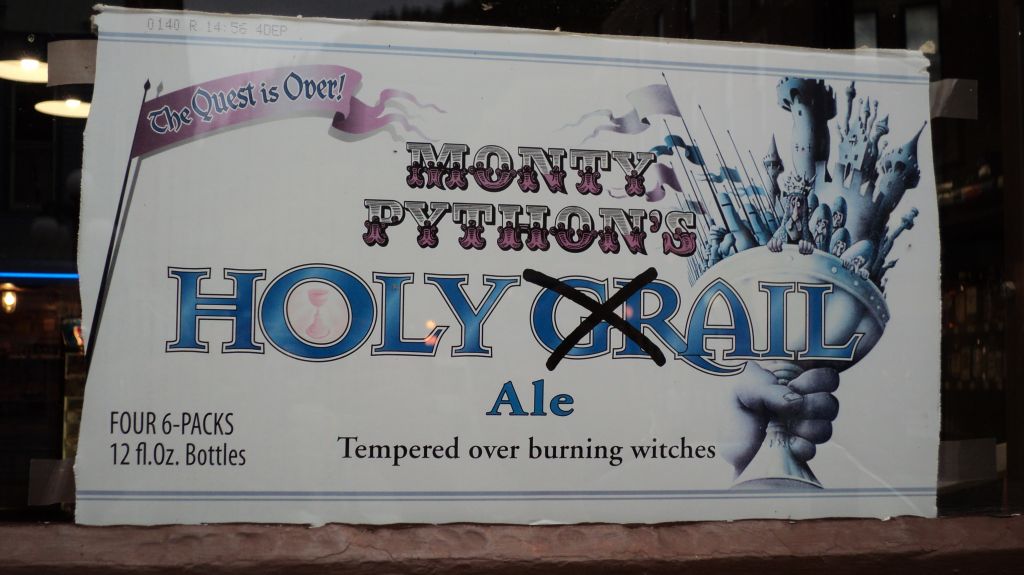 0140 R 14:56 4DEP
The Quest is Over!
MONTY
PYTHON'S
HOLY GRAIL
Ale
Tempered over burning witches
FOUR 6-PACKS
12 fl.Oz. Bottles